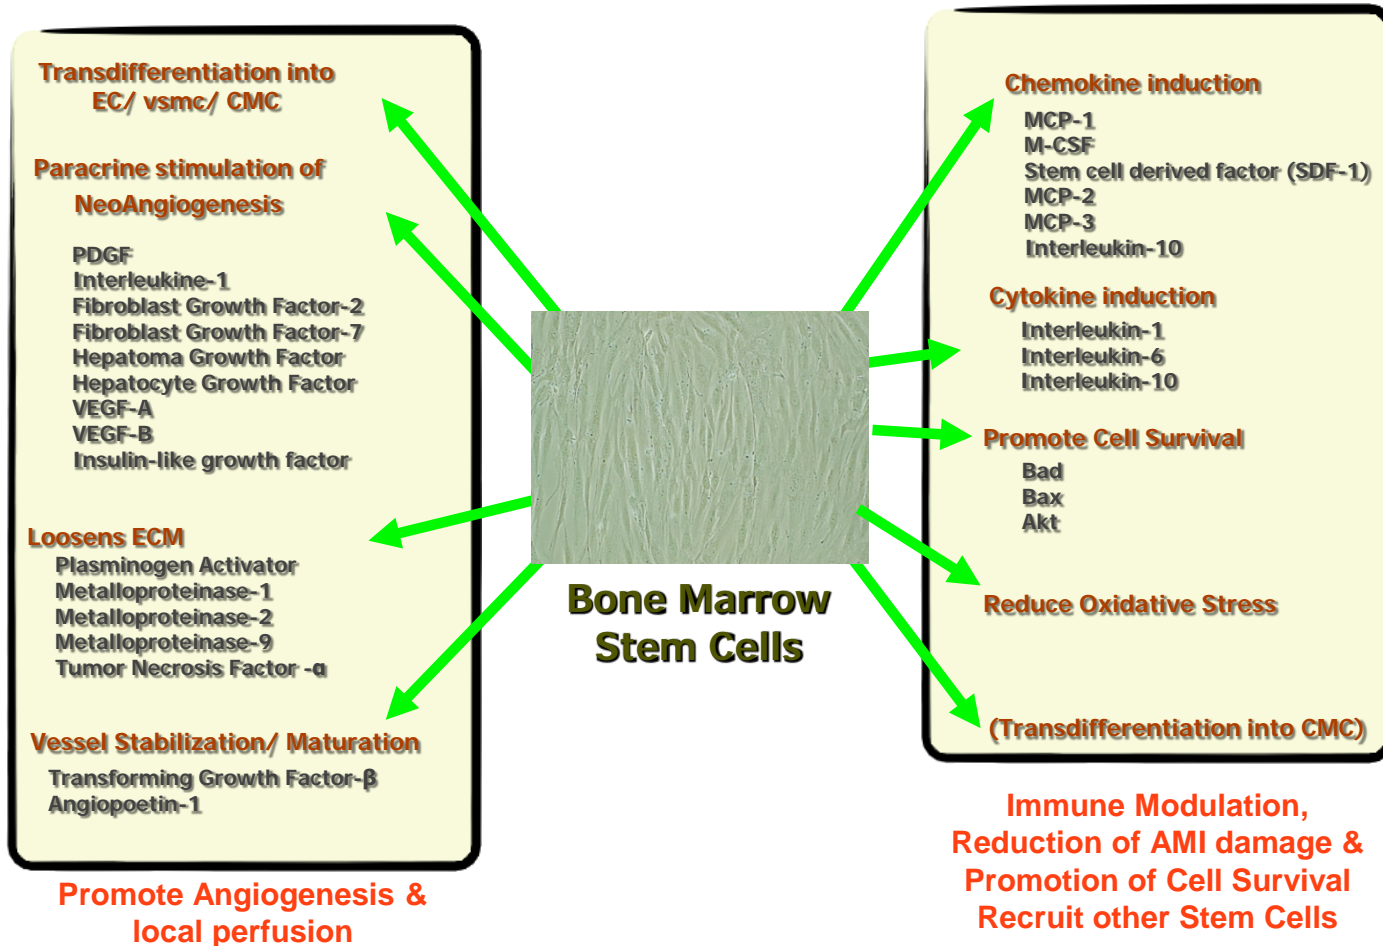 Transdifferentiation into
EC/ vsmc/ CMC
Paracrine stimulation of
NeoAngiogenesis
PDGF
Interleukine-1
Fibroblast Growth Factor-2
Fibroblast Growth Factor-7
Hepatoma Growth Factor
Hepatocyte Growth Factor
VEGF-A
VEGF-B
Insulin-like growth factor
Loosens ECM
Plasminogen Activator
Metalloproteinase-1
Metalloproteinase-2
Metalloproteinase-9
Tumor Necrosis Factor -α
Vessel Stabilization/ Maturation
Transforming Growth Factor-β
Angiopoetin-1
Promote Angiogenesis &
local perfusion
Bone Marrow
Stem Cells
Chemokine induction
MCP-1
M-CSF
Stem cell derived factor (SDF-1)
MCP-2
MCP-3
Interleukin-10
Cytokine induction
Interleukin-1
Interleukin-6
Interleukin-10
Promote Cell Survival
Bad
Bax
Akt
Reduce Oxidative Stress
(Transdifferentiation into CMC)
Immune Modulation,
Reduction of AMI damage &
Promotion of Cell Survival
Recruit other Stem Cells